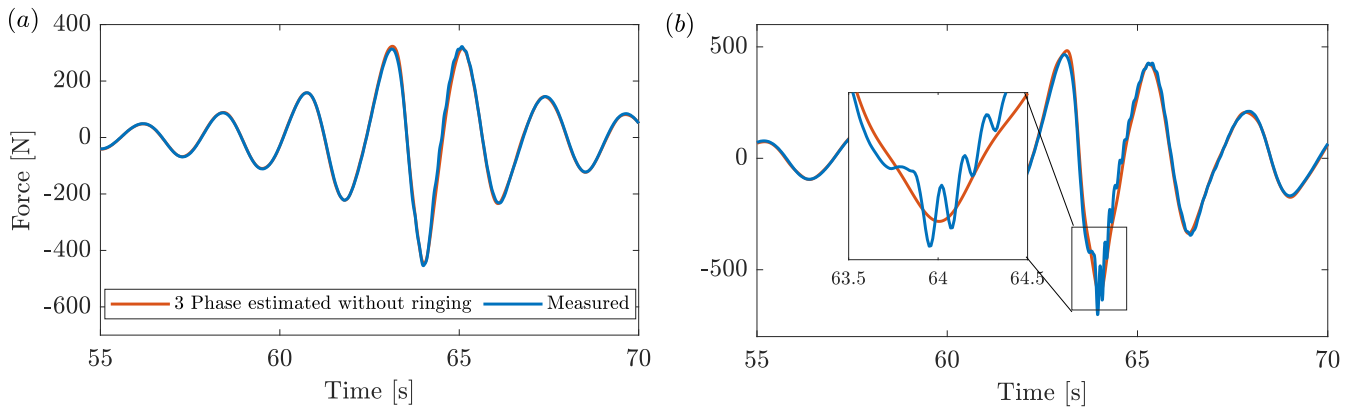 (a)
400
200
0
-200
-400
-600
Force [N]
3 Phase estimated without ringing Measured
55 60 65 70
Time [s]
(b)
500
0
-500
63.5 64 64.5
55 60 65 70
Time [s]